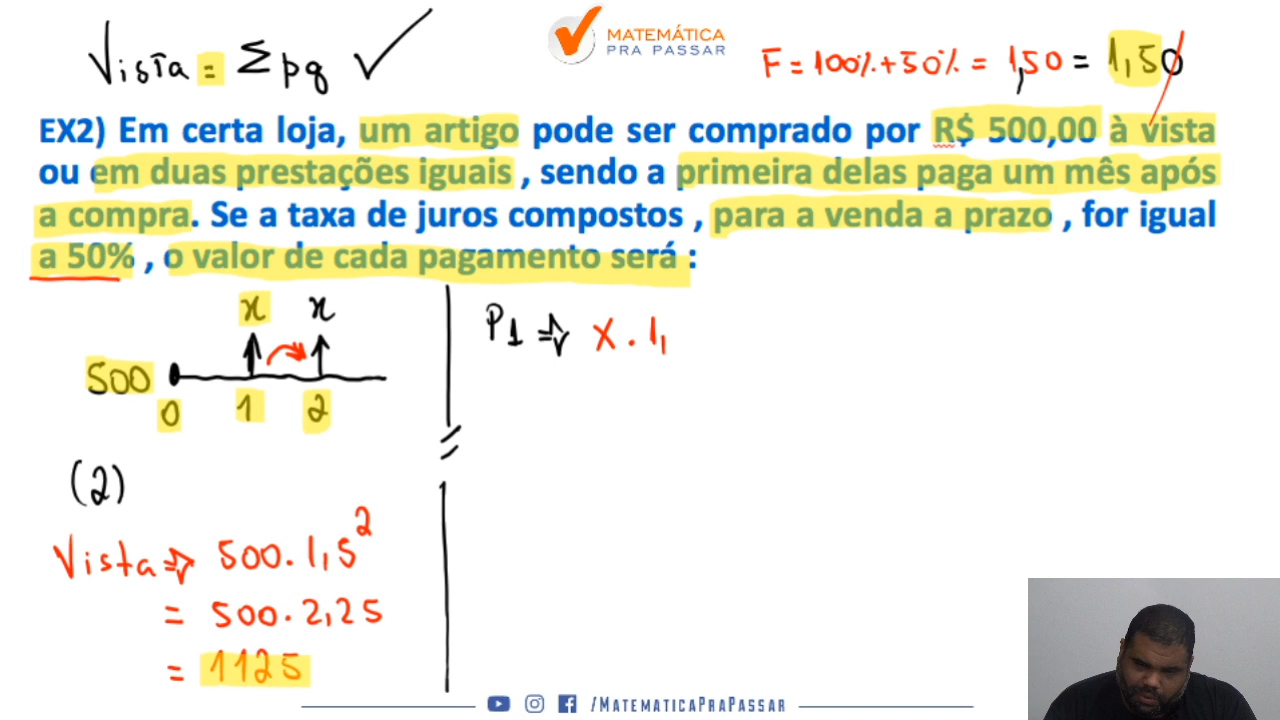 Vista = Σpg ✓
MATEMÁTICA
PRA PASSAR
F = 100% + 50% = 1,50 = 1,50
EX2) Em certa loja, um artigo pode ser comprado por R$ 500,00 à vista
ou em duas prestações iguais , sendo a primeira delas paga um mês após
a compra. Se a taxa de juros compostos , para a venda a prazo , for igual
a 50% , o valor de cada pagamento será :
x x
500
0 1 2
P1 ⇒ x . 1,
(2)
Vista ⇒ 500 . 1,5²
= 500 . 2,25
= 1125
/MATEMATICAPRAPASSAR